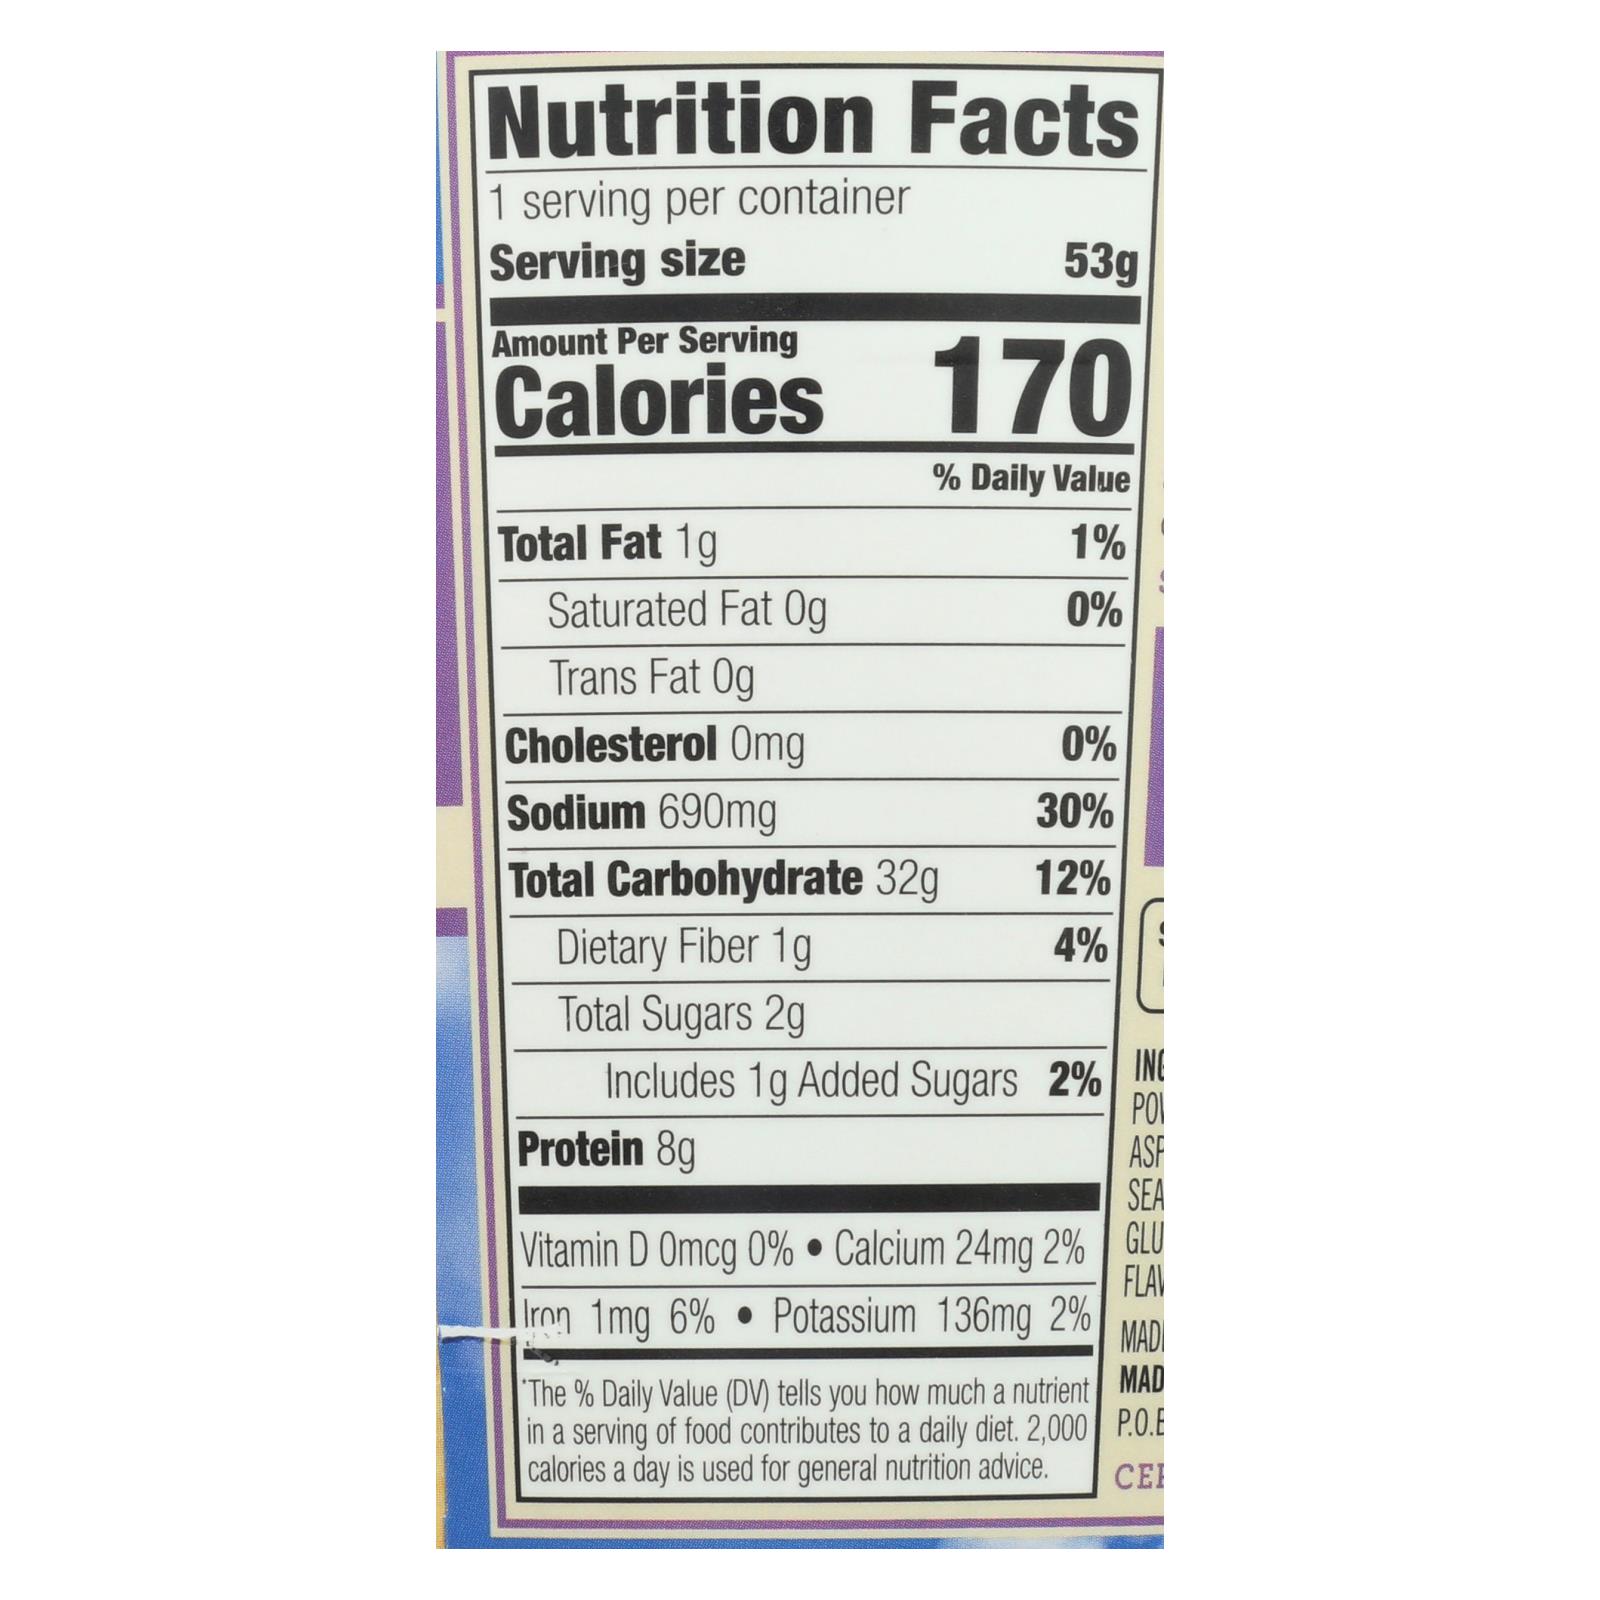 Nutrition Facts
1 serving per container
Serving size 53g
Amount Per Serving
Calories 170
% Daily Value
Total Fat 1g 1%
Saturated Fat 0g 0%
Trans Fat 0g
Cholesterol 0mg 0%
Sodium 690mg 30%
Total Carbohydrate 32g 12%
Dietary Fiber 1g 4%
Total Sugars 2g
Includes 1g Added Sugars 2%
Protein 8g
Vitamin D 0mcg 0% • Calcium 24mg 2%
Iron 1mg 6% • Potassium 136mg 2%
*The % Daily Value (DV) tells you how much a nutrient
in a serving of food contributes to a daily diet. 2,000
calories a day is used for general nutrition advice.